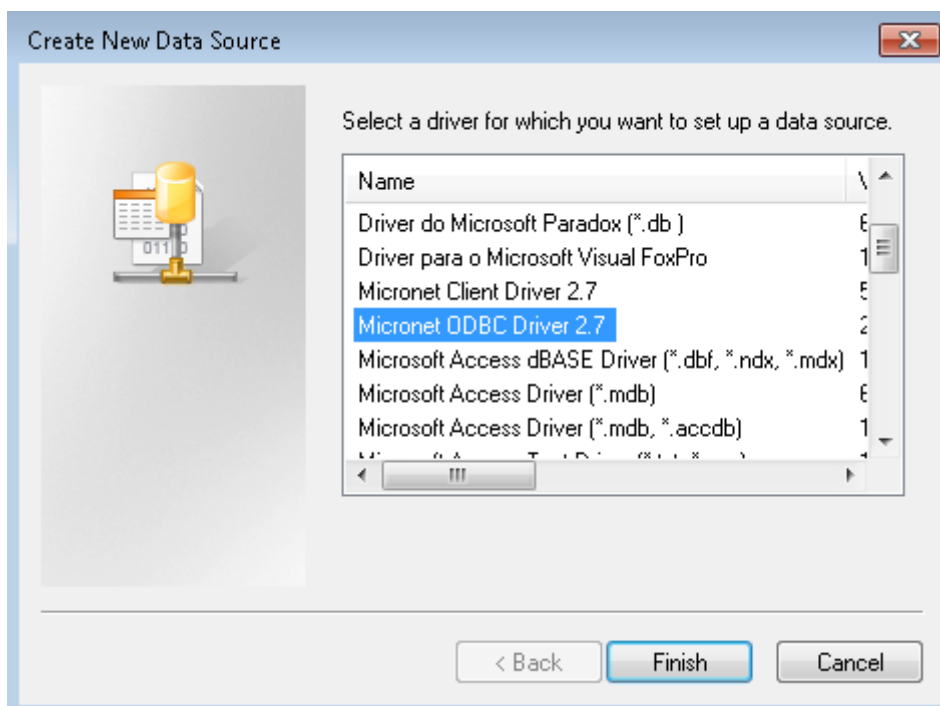 Create New Data Source
Select a driver for which you want to set up a data source.
Name
Driver do Microsoft Paradox (*.db )
Driver para o Microsoft Visual FoxPro
Micronet Client Driver 2.7
Micronet ODBC Driver 2.7
Microsoft Access dBASE Driver (*.dbf, *.ndx, *.mdx) 1
Microsoft Access Driver (*.mdb)
Microsoft Access Driver (*.mdb, *.accdb)
< Back Finish Cancel